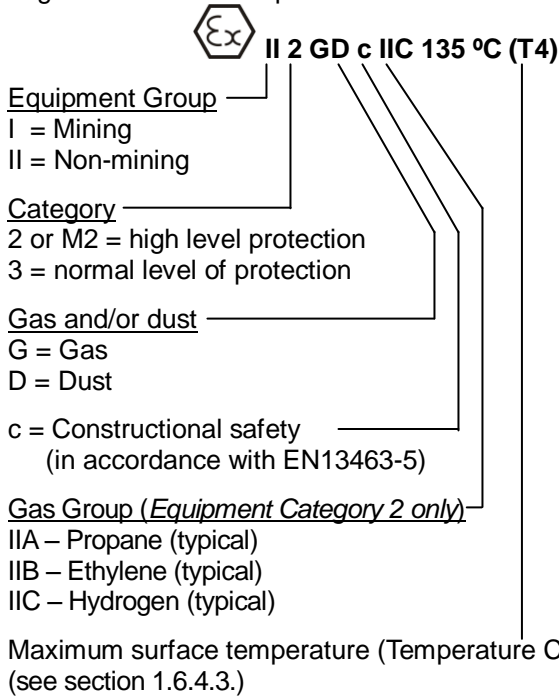 Ex II 2 GD c IIC 135 ºC (T4)
Equipment Group
I = Mining
II = Non-mining
Category
2 or M2 = high level protection
3 = normal level of protection
Gas and/or dust
G = Gas
D = Dust
c = Constructional safety
(in accordance with EN13463-5)
Gas Group (Equipment Category 2 only)
IIA – Propane (typical)
IIB – Ethylene (typical)
IIC – Hydrogen (typical)
Maximum surface temperature (Temperature
(see section 1.6.4.3.)